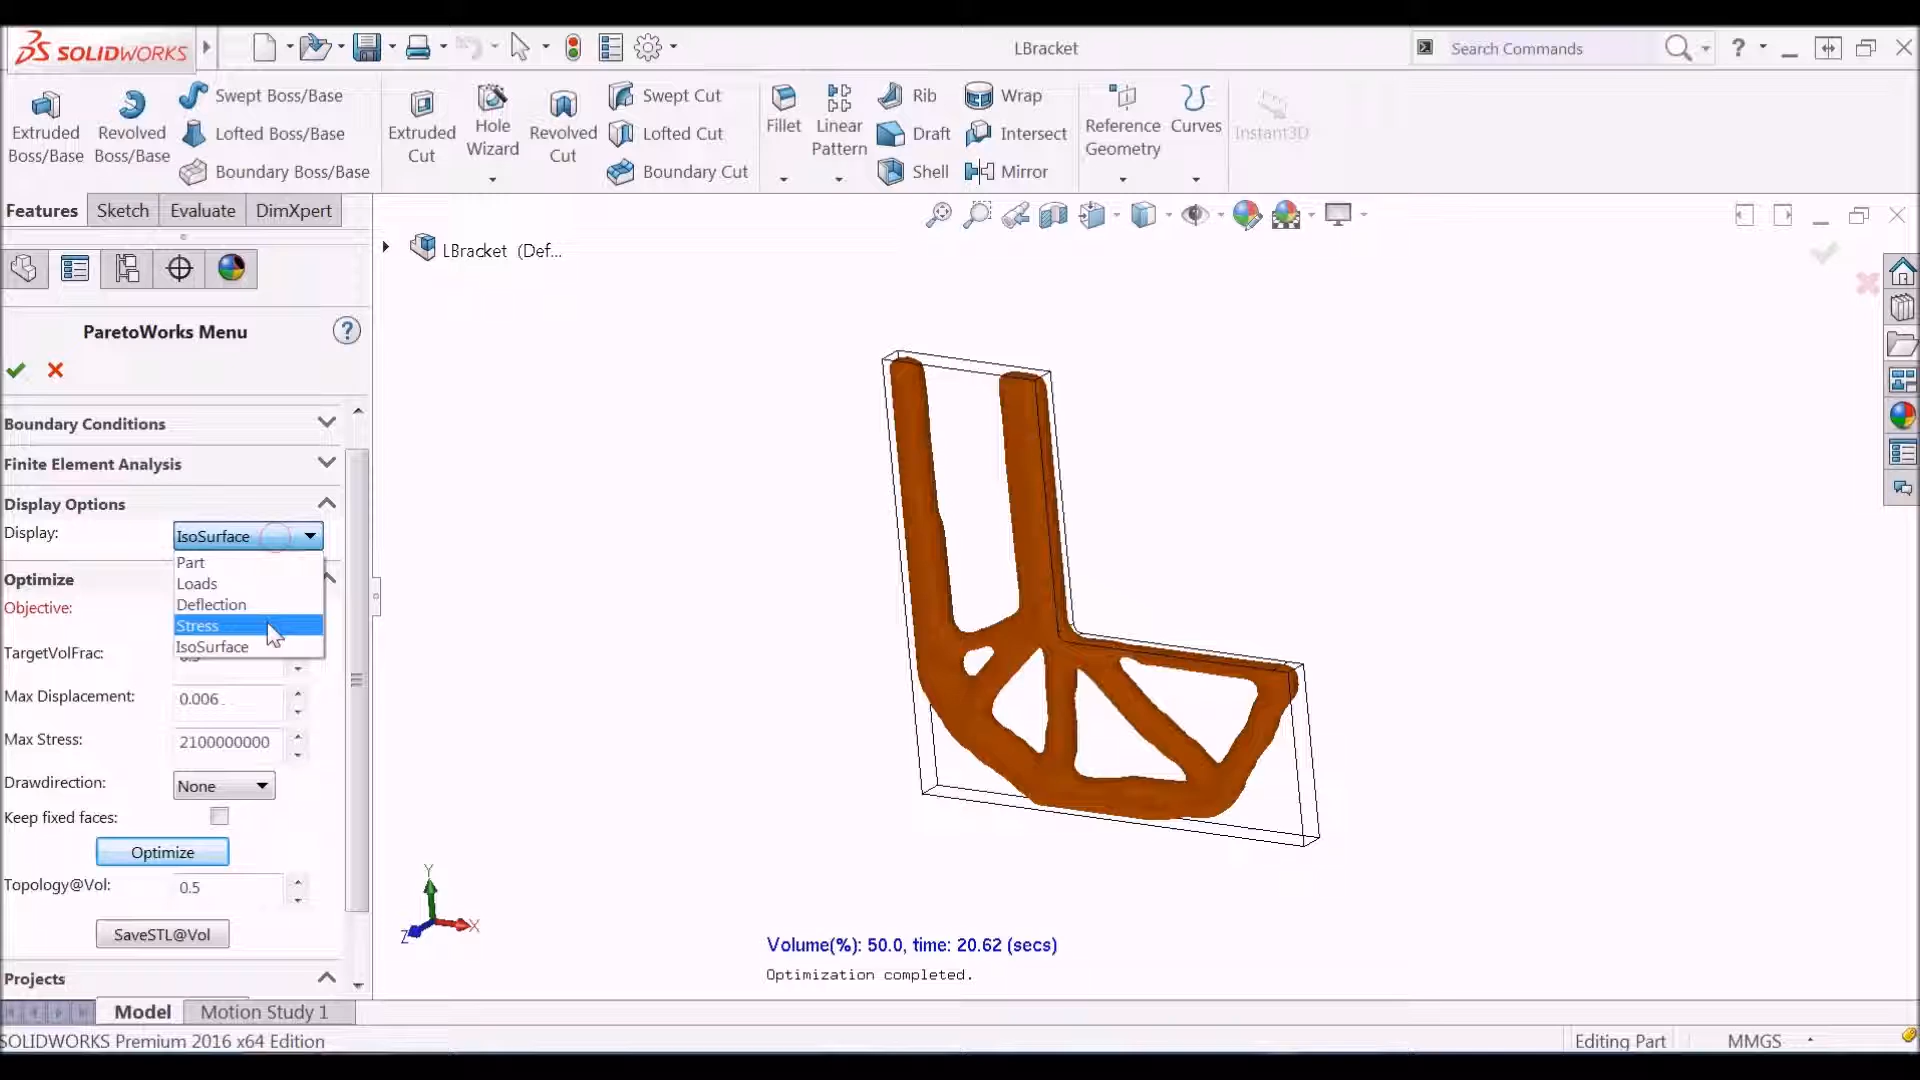 SOLIDWORKS
LBracket
Search Commands
Extruded Boss/Base
Revolved Boss/Base
Swept Boss/Base
Lofted Boss/Base
Boundary Boss/Base
Extruded Cut
Hole Wizard
Revolved Cut
Swept Cut
Lofted Cut
Boundary Cut
Fillet
Linear Pattern
Rib
Draft
Shell
Wrap
Intersect
Mirror
Reference Geometry
Curves
Instant3D
Features
Sketch
Evaluate
DimXpert
LBracket (Def...
ParetoWorks Menu
Boundary Conditions
Finite Element Analysis
Display Options
Display:
IsoSurface
Part
Loads
Deflection
Stress
IsoSurface
Optimize
Objective:
TargetVolFrac:
Max Displacement:
0.006
Max Stress:
2100000000
Drawdirection:
None
Keep fixed faces:
Optimize
Topology@Vol:
0.5
SaveSTL@Vol
Projects
Y
X
Z
Volume(%): 50.0, time: 20.62 (secs)
Optimization completed.
Model
Motion Study 1
SOLIDWORKS Premium 2016 x64 Edition
Editing Part
MMGS